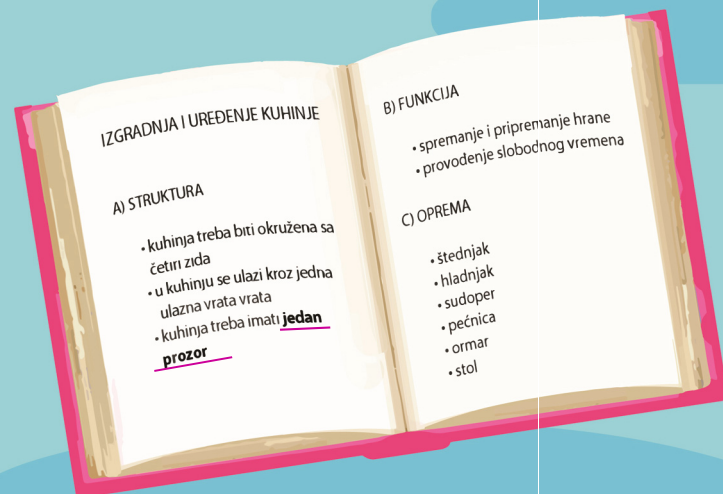 IZGRADNJA I UREĐENJE KUHINJE
A) STRUKTURA
• kuhinja treba biti okružena sa
četiri zida
• u kuhinju se ulazi kroz jedna
ulazna vrata vrata
• kuhinja treba imati jedan
prozor
B) FUNKCIJA
• spremanje i pripremanje hrane
• provođenje slobodnog vremena
C) OPREMA
• štednjak
• hladnjak
• sudoper
• pećnica
• ormar
• stol